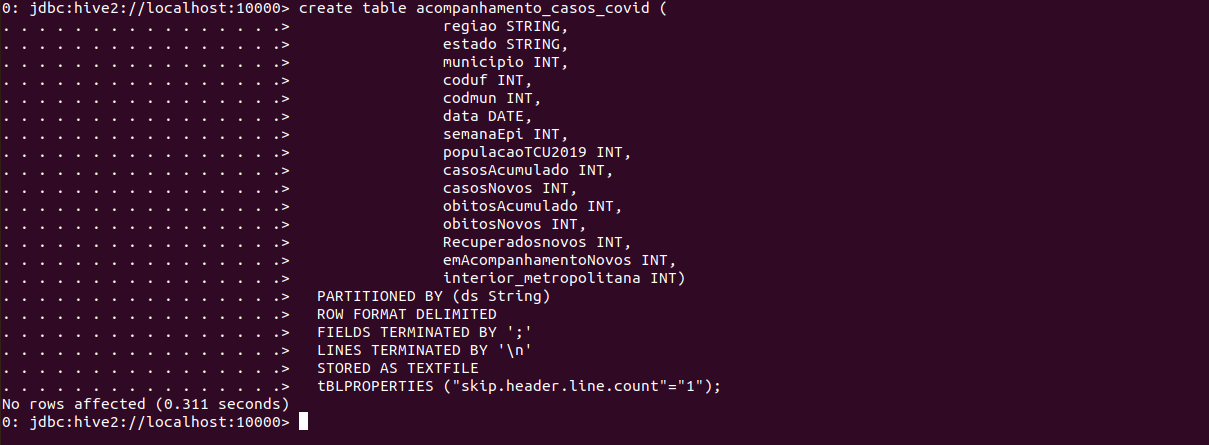 0: jdbc:hive2://localhost:10000> create table acompanhamento_casos_covid (
. . . . . . . . . . . . . . . .> regiao STRING,
. . . . . . . . . . . . . . . .> estado STRING,
. . . . . . . . . . . . . . . .> municipio INT,
. . . . . . . . . . . . . . . .> coduf INT,
. . . . . . . . . . . . . . . .> codmun INT,
. . . . . . . . . . . . . . . .> data DATE,
. . . . . . . . . . . . . . . .> semanaEpi INT,
. . . . . . . . . . . . . . . .> populacaoTCU2019 INT,
. . . . . . . . . . . . . . . .> casosAcumulado INT,
. . . . . . . . . . . . . . . .> casosNovos INT,
. . . . . . . . . . . . . . . .> obitosAcumulado INT,
. . . . . . . . . . . . . . . .> obitosNovos INT,
. . . . . . . . . . . . . . . .> Recuperadosnovos INT,
. . . . . . . . . . . . . . . .> emAcompanhamentoNovos INT,
. . . . . . . . . . . . . . . .> interior_metropolitana INT)
. . . . . . . . . . . . . . . .> PARTITIONED BY (ds String)
. . . . . . . . . . . . . . . .> ROW FORMAT DELIMITED
. . . . . . . . . . . . . . . .> FIELDS TERMINATED BY ';'
. . . . . . . . . . . . . . . .> LINES TERMINATED BY '\n'
. . . . . . . . . . . . . . . .> STORED AS TEXTFILE
. . . . . . . . . . . . . . . .> tBLPROPERTIES ("skip.header.line.count"="1");
No rows affected (0.311 seconds)
0: jdbc:hive2://localhost:10000>